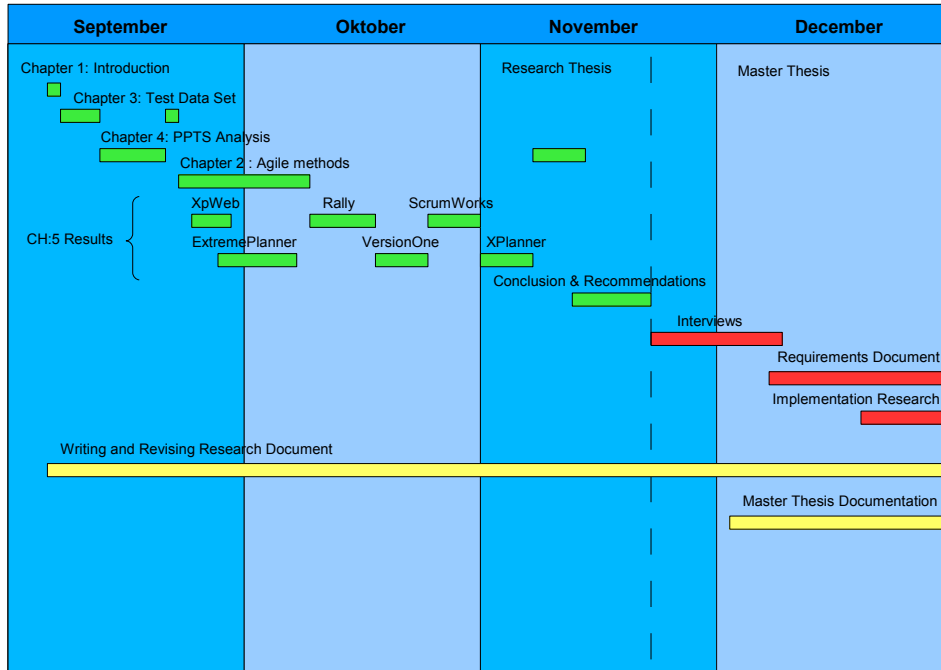 September Oktober November December
Chapter 1: Introduction
Research Thesis
Master Thesis
Chapter 3: Test Data Set
Chapter 4: PPTS Analysis
Chapter 2 : Agile methods
XpWeb
Rally
ScrumWorks
CH:5 Results
ExtremePlanner
VersionOne
XPlanner
Conclusion & Recommendations
Interviews
Requirements Document
Implementation Research
Writing and Revising Research Document
Master Thesis Documentation